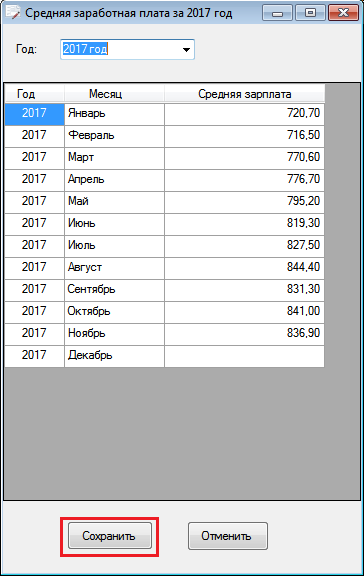 Средняя заработная плата за 2017 год
Год: 2017 год
Год Месяц Средняя зарплата
2017 Январь 720,70
2017 Февраль 716,50
2017 Март 770,60
2017 Апрель 776,70
2017 Май 795,20
2017 Июнь 819,30
2017 Июль 827,50
2017 Август 844,40
2017 Сентябрь 831,30
2017 Октябрь 841,00
2017 Ноябрь 836,90
2017 Декабрь
Сохранить Отменить